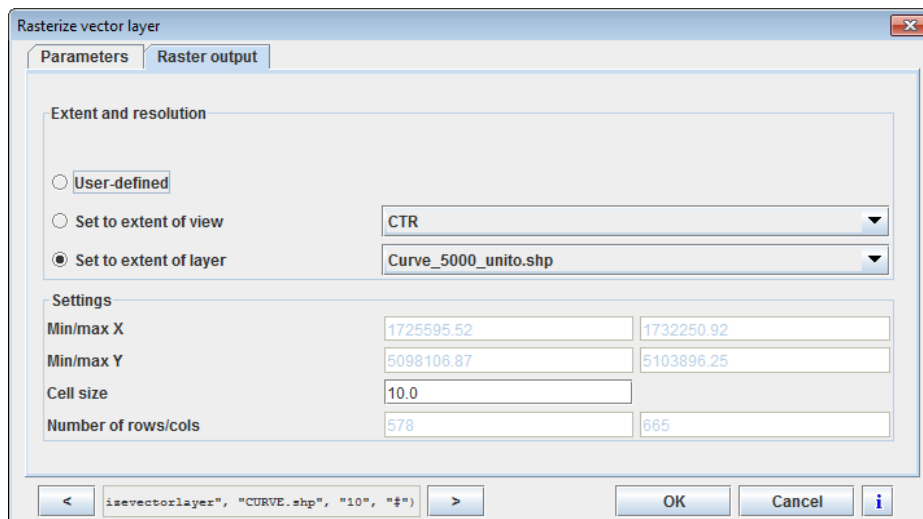 Rasterize vector layer
Parameters Raster output
Extent and resolution
User-defined
Set to extent of view CTR
Set to extent of layer Curve_5000_unito.shp
Settings
Min/max X 1725595.52 1732250.92
Min/max Y 5098106.87 5103896.25
Cell size 10.0
Number of rows/cols 578 665
< izevectorlayer", "CURVE.shp", "10", "#") > OK Cancel i